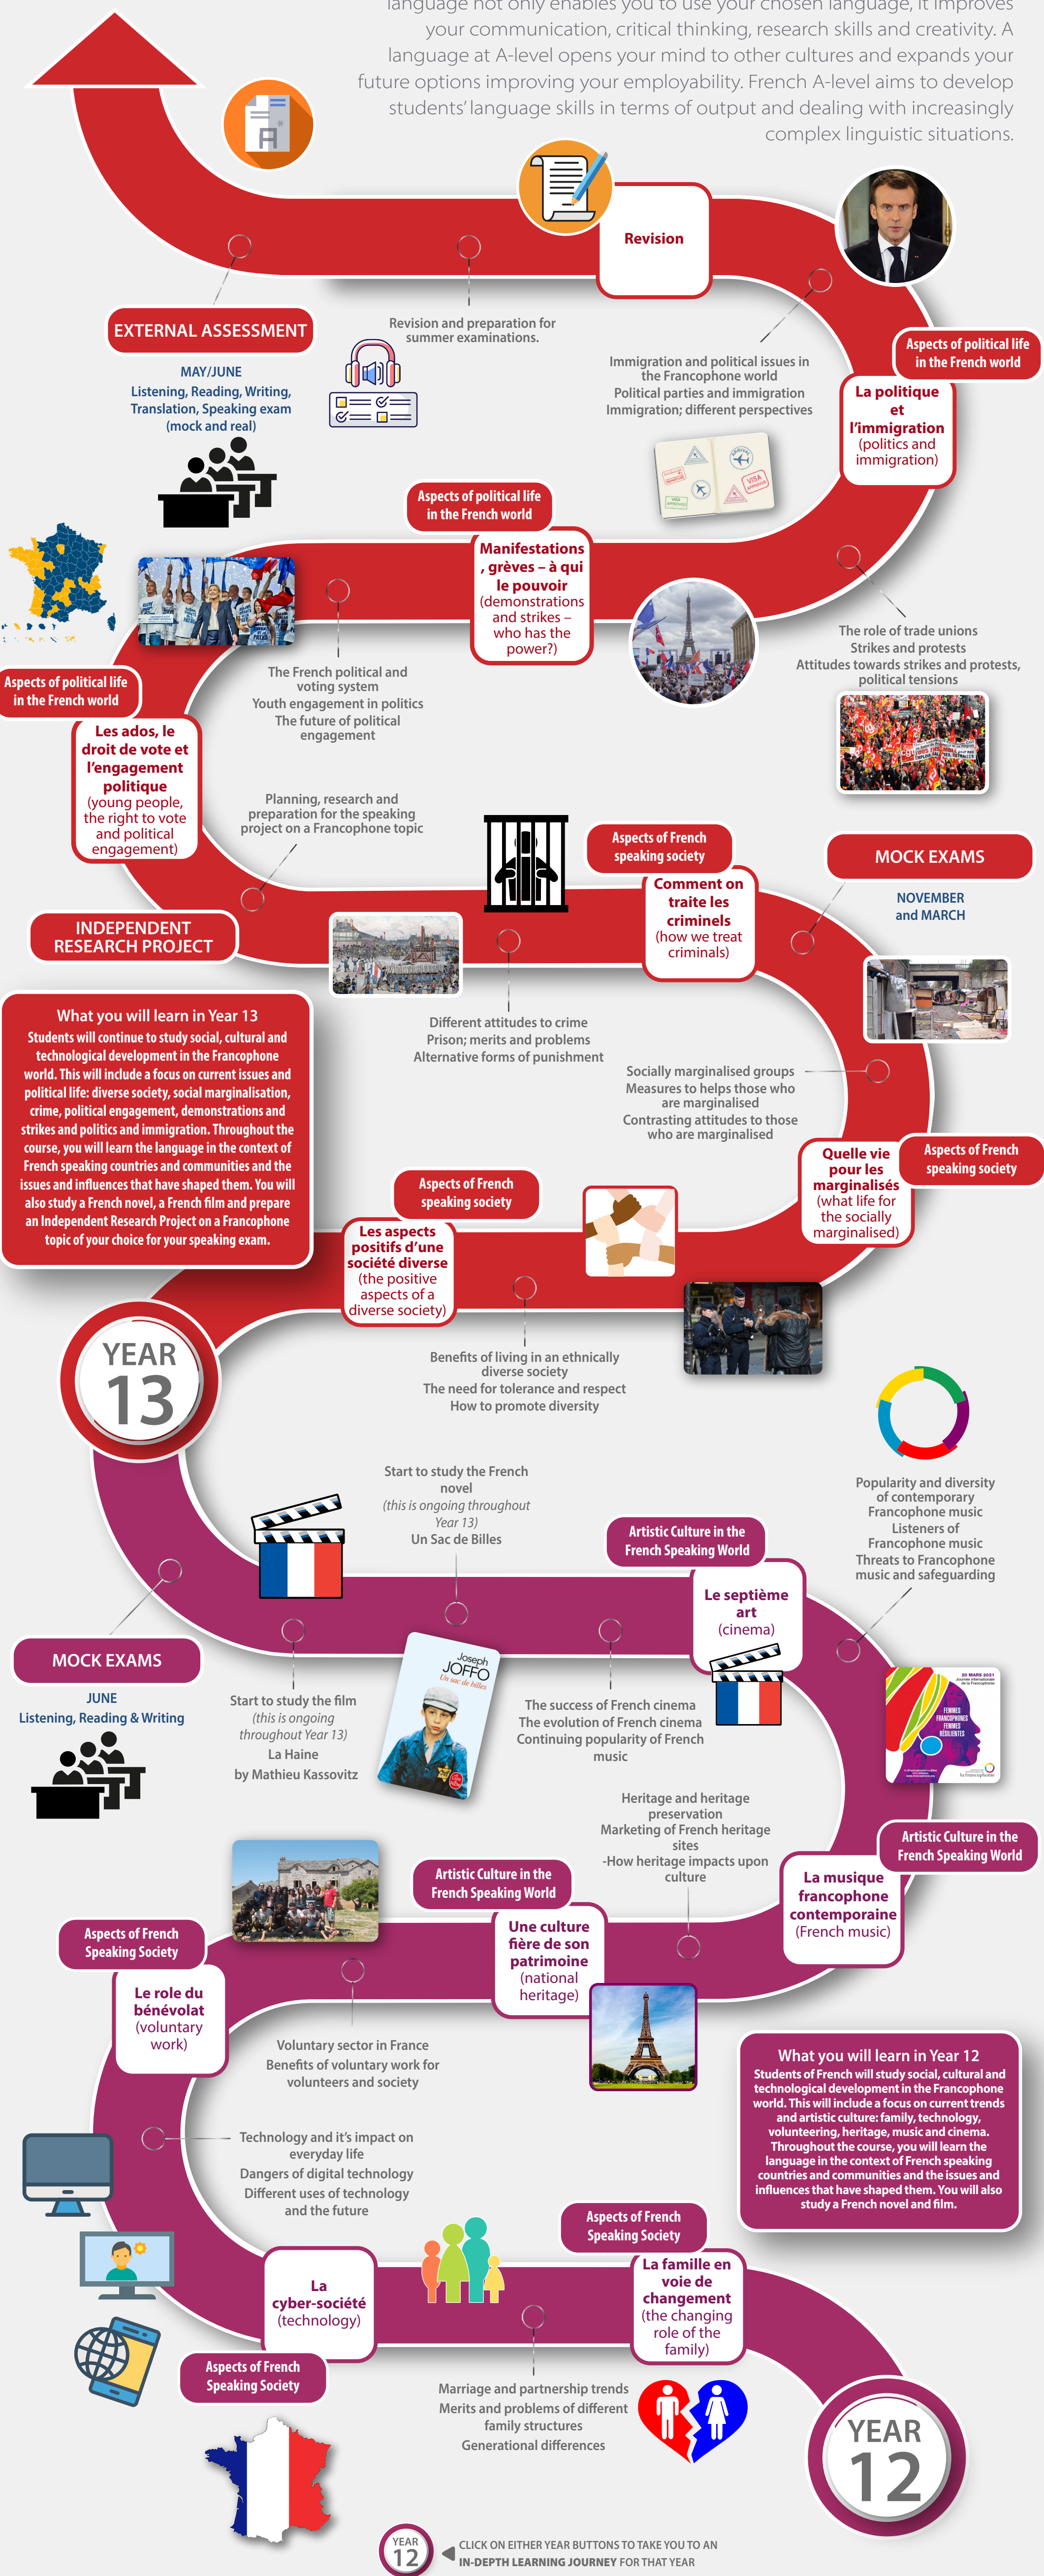 language not only enables you to use your chosen language, it improves
your communication, critical thinking, research skills and creativity. A
language at A-level opens your mind to other cultures and expands your
future options improving your employability. French A-level aims to develop
students' language skills in terms of output and dealing with increasingly
complex linguistic situations.
Revision
EXTERNAL ASSESSMENT
MAY/JUNE
Listening, Reading, Writing,
Translation, Speaking exam
(mock and real)
Revision and preparation for
summer examinations.
Immigration and political issues in
the Francophone world
Political parties and immigration
Immigration; different perspectives
Aspects of political life
in the French world
La politique
et
l'immigration
(politics and
immigration)
Aspects of political life
in the French world
Manifestations
, grèves – à qui
le pouvoir
(demonstrations
and strikes –
who has the
power?)
The role of trade unions
Strikes and protests
Attitudes towards strikes and protests,
political tensions
The French political and
voting system
Youth engagement in politics
The future of political
engagement
Aspects of political life
in the French world
Les ados, le
droit de vote et
l'engagement
politique
(young people,
the right to vote
and political
engagement)
Planning, research and
preparation for the speaking
project on a Francophone topic
INDEPENDENT
RESEARCH PROJECT
Aspects of French
speaking society
Comment on
traite les
criminels
(how we treat
criminals)
MOCK EXAMS
NOVEMBER
and MARCH
Different attitudes to crime
Prison; merits and problems
Alternative forms of punishment
What you will learn in Year 13
Students will continue to study social, cultural and
technological development in the Francophone
world. This will include a focus on current issues and
political life: diverse society, social marginalisation,
crime, political engagement, demonstrations and
strikes and politics and immigration. Throughout the
course, you will learn the language in the context of
French speaking countries and communities and the
issues and influences that have shaped them. You will
also study a French novel, a French film and prepare
an Independent Research Project on a Francophone
topic of your choice for your speaking exam.
Socially marginalised groups
Measures to helps those who
are marginalised
Contrasting attitudes to those
who are marginalised
Aspects of French
speaking society
Quelle vie
pour les
marginalisés
(what life for
the socially
marginalised)
Aspects of French
speaking society
Les aspects
positifs d'une
société diverse
(the positive
aspects of a
diverse society)
Benefits of living in an ethnically
diverse society
The need for tolerance and respect
How to promote diversity
YEAR
13
Start to study the French
novel
(this is ongoing throughout
Year 13)
Un Sac de Billes
Popularity and diversity
of contemporary
Francophone music
Listeners of
Francophone music
Threats to Francophone
music and safeguarding
Artistic Culture in the
French Speaking World
Le septième
art
(cinema)
MOCK EXAMS
JUNE
Listening, Reading & Writing
Start to study the film
(this is ongoing
throughout Year 13)
La Haine
by Mathieu Kassovitz
Joseph
JOFFO
Un sac de billes
The success of French cinema
The evolution of French cinema
Continuing popularity of French
music
20 MARS 2021
Journée internationale
de la Francophonie
FEMMES
FRANCOPHONES
FEMMES
RÉSILIENTES
Heritage and heritage
preservation
Marketing of French heritage
sites
-How heritage impacts upon
culture
Artistic Culture in the
French Speaking World
La musique
francophone
contemporaine
(French music)
Artistic Culture in the
French Speaking World
Une culture
fière de son
patrimoine
(national
heritage)
Aspects of French
Speaking Society
Le role du
bénévolat
(voluntary
work)
Voluntary sector in France
Benefits of voluntary work for
volunteers and society
What you will learn in Year 12
Students of French will study social, cultural and
technological development in the Francophone
world. This will include a focus on current trends
and artistic culture: family, technology,
volunteering, heritage, music and cinema.
Throughout the course, you will learn the
language in the context of French speaking
countries and communities and the issues and
influences that have shaped them. You will also
study a French novel and film.
Technology and it's impact on
everyday life
Dangers of digital technology
Different uses of technology
and the future
Aspects of French
Speaking Society
La famille en
voie de
changement
(the changing
role of the
family)
La
cyber-société
(technology)
Aspects of French
Speaking Society
Marriage and partnership trends
Merits and problems of different
family structures
Generational differences
YEAR
12
YEAR
12
CLICK ON EITHER YEAR BUTTONS TO TAKE YOU TO AN
IN-DEPTH LEARNING JOURNEY FOR THAT YEAR